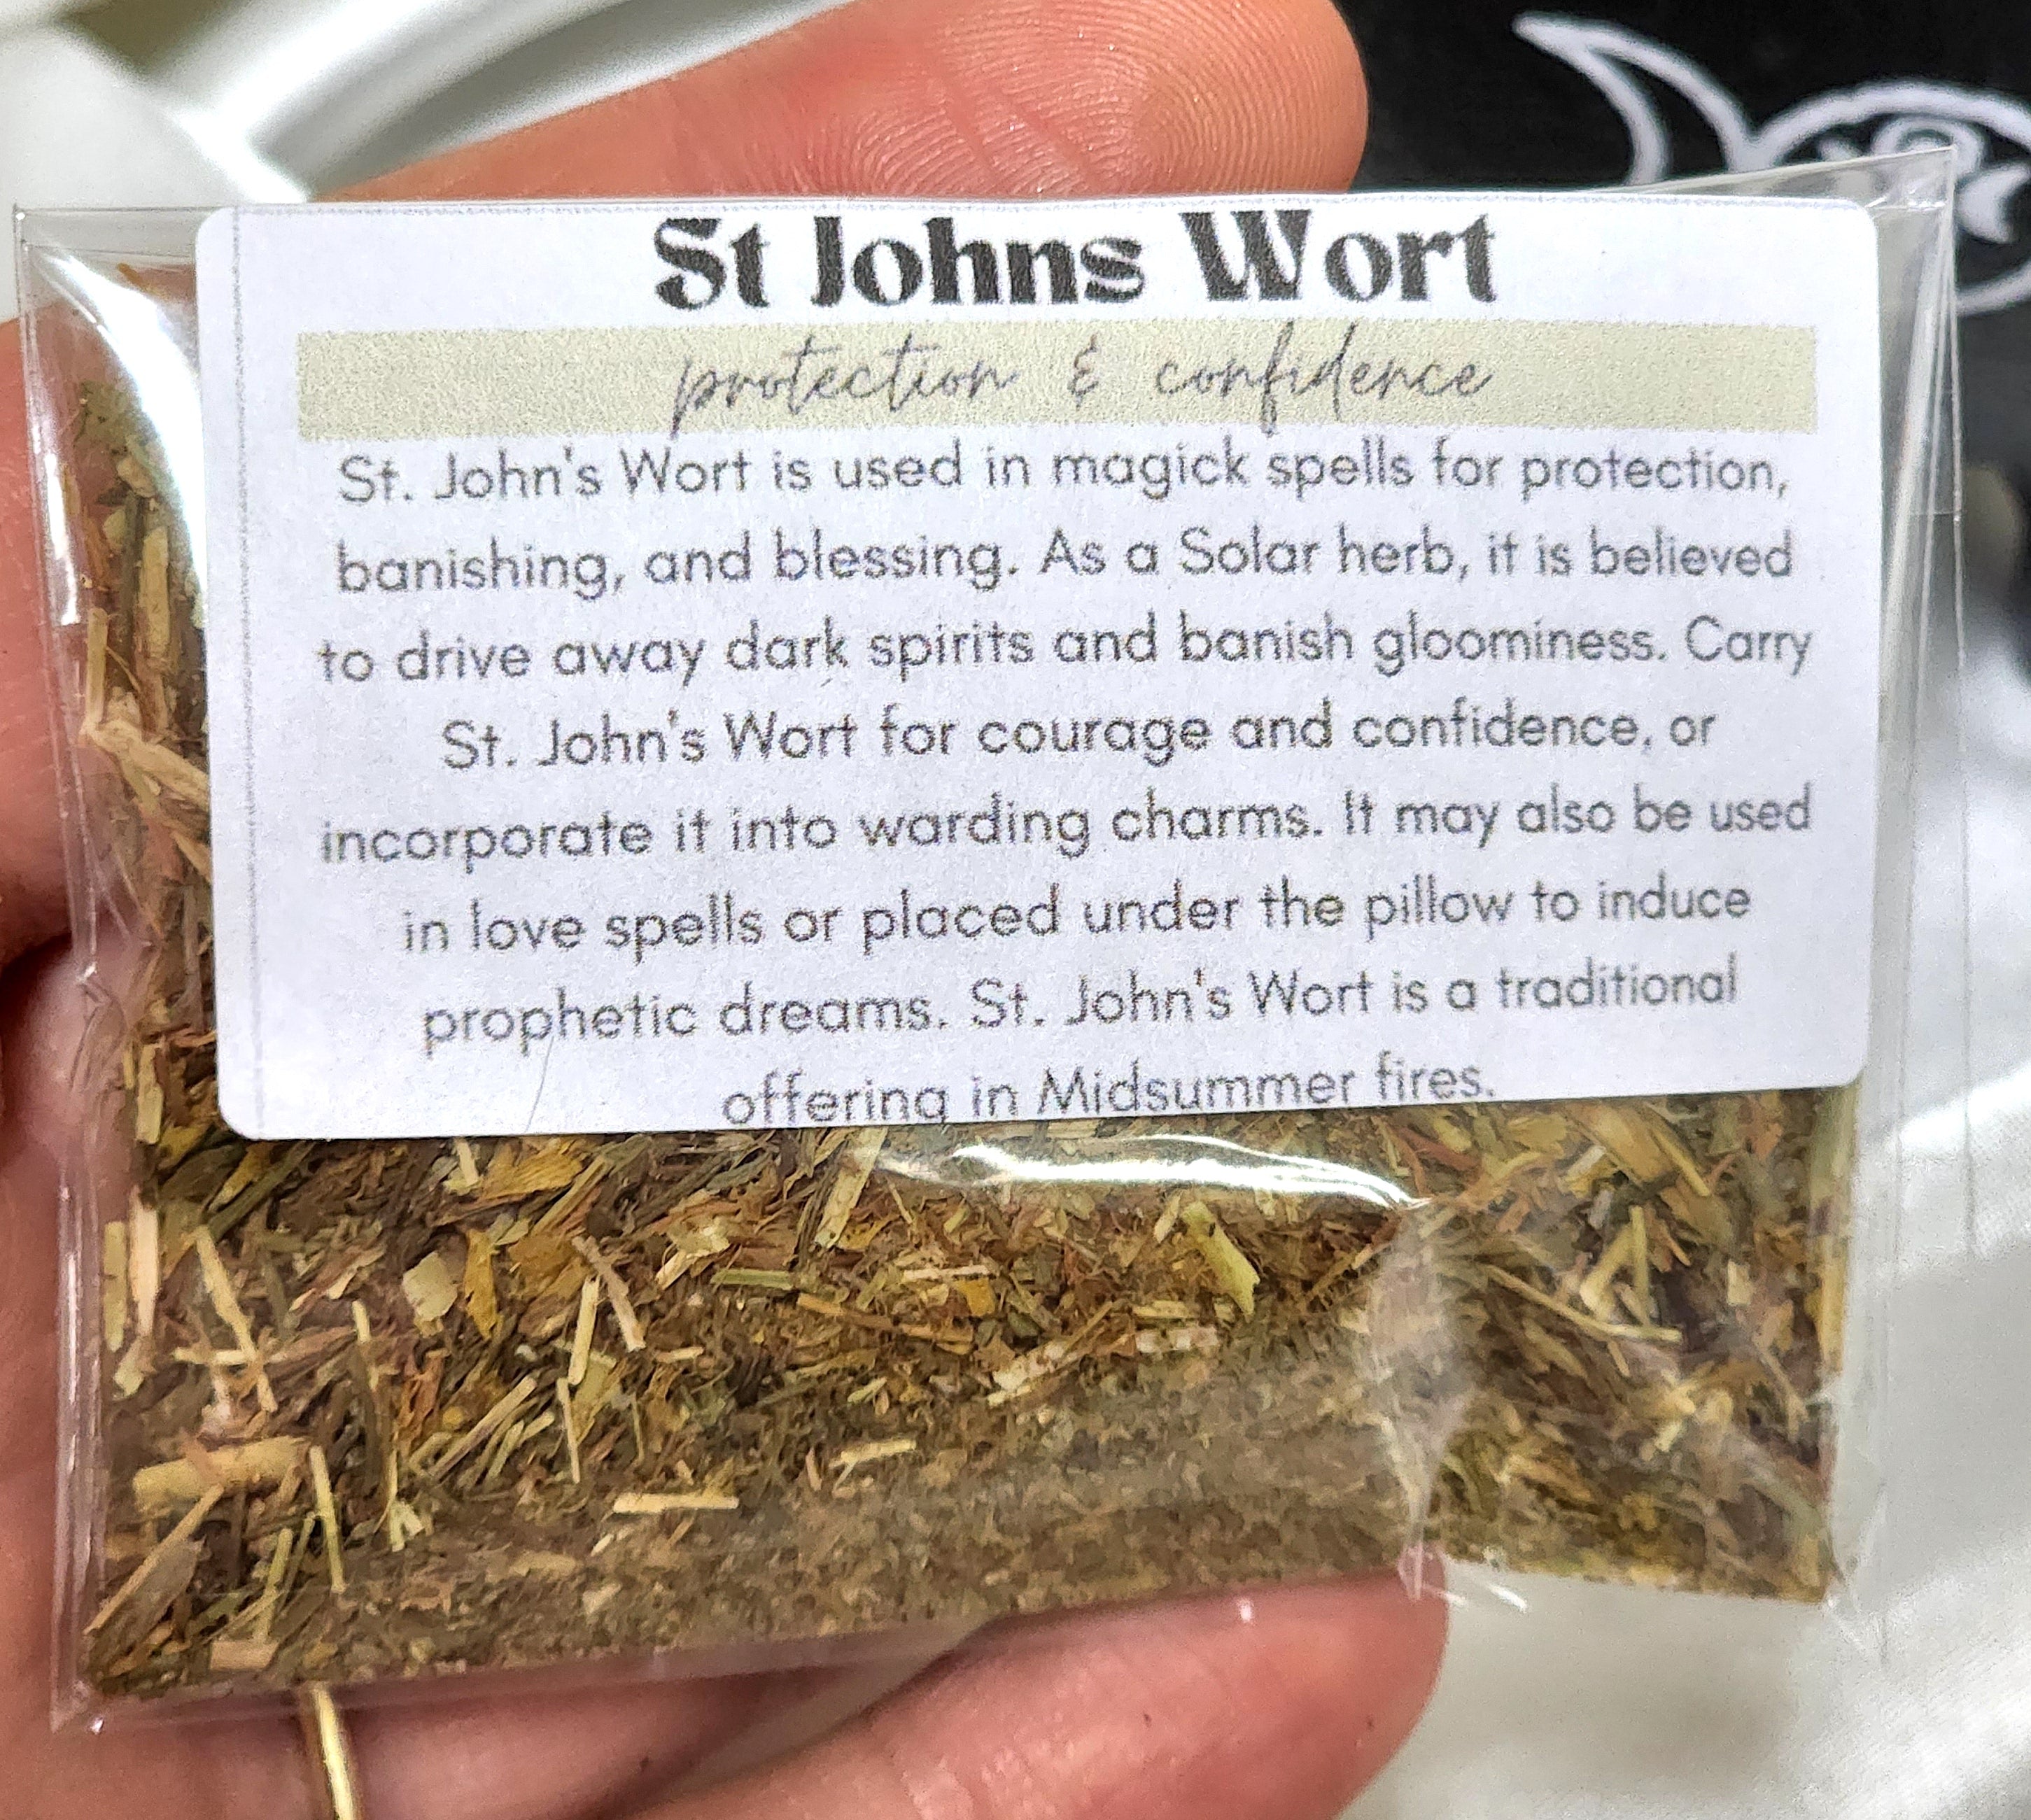 St Johns Wort
protection & confidence
St. John's Wort is used in magick spells for protection,
banishing, and blessing. As a Solar herb, it is believed
to drive away dark spirits and banish gloominess. Carry
St. John's Wort for courage and confidence, or
incorporate it into warding charms. It may also be used
in love spells or placed under the pillow to induce
prophetic dreams. St. John's Wort is a traditional
offering in Midsummer fires.